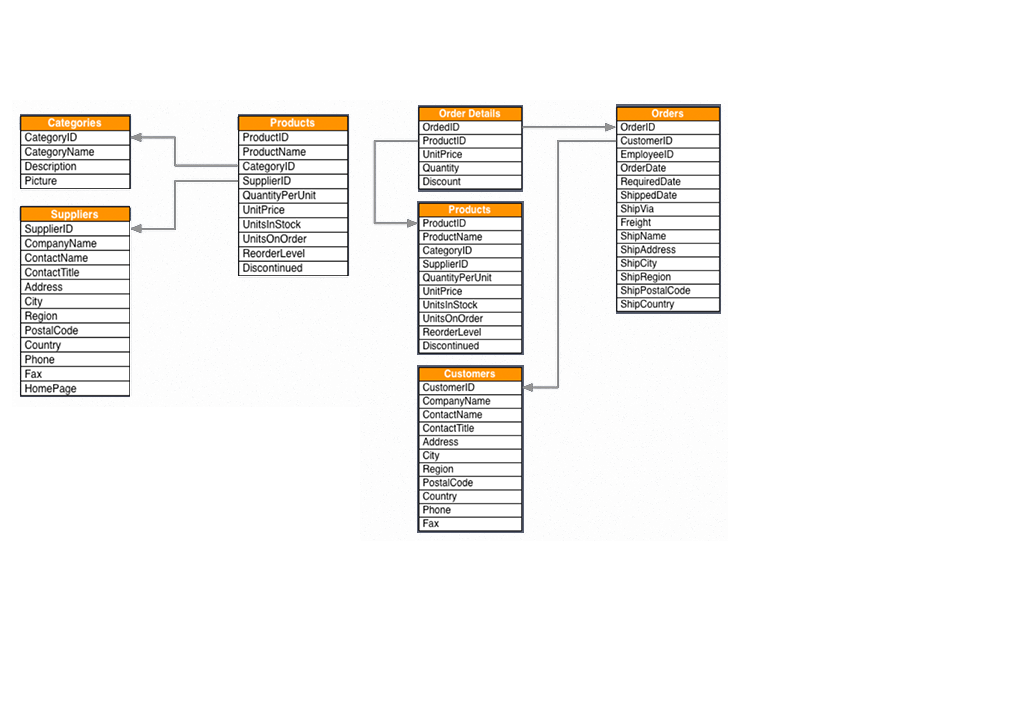 Categories
CategoryID
CategoryName
Description
Picture
Suppliers
SupplierID
CompanyName
ContactName
ContactTitle
Address
City
Region
PostalCode
Country
Phone
Fax
HomePage
Products
ProductID
ProductName
CategoryID
SupplierID
QuantityPerUnit
UnitPrice
UnitsInStock
UnitsOnOrder
ReorderLevel
Discontinued
Order Details
OrdedID
ProductID
UnitPrice
Quantity
Discount
Products
ProductID
ProductName
CategoryID
SupplierID
QuantityPerUnit
UnitPrice
UnitsInStock
UnitsOnOrder
ReorderLevel
Discontinued
Customers
CustomerID
CompanyName
ContactName
ContactTitle
Address
City
Region
PostalCode
Country
Phone
Fax
Orders
OrderID
CustomerID
EmployeeID
OrderDate
RequiredDate
ShippedDate
ShipVia
Freight
ShipName
ShipAddress
ShipCity
ShipRegion
ShipPostalCode
ShipCountry